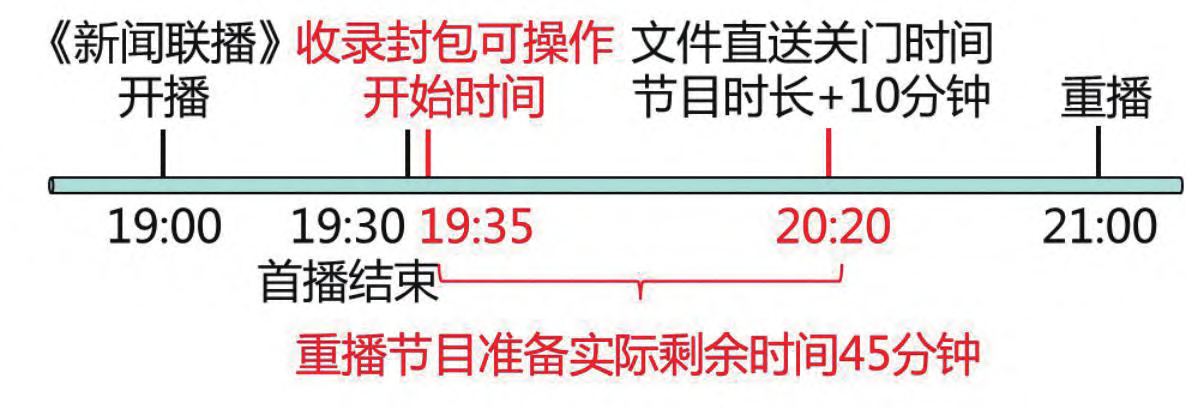 《新闻联播》
开播
收录封包可操作
开始时间
文件直送关门时间
节目时长+10分钟
重播
19:00
19:30
19:35
20:20
21:00
首播结束
重播节目准备实际剩余时间45分钟